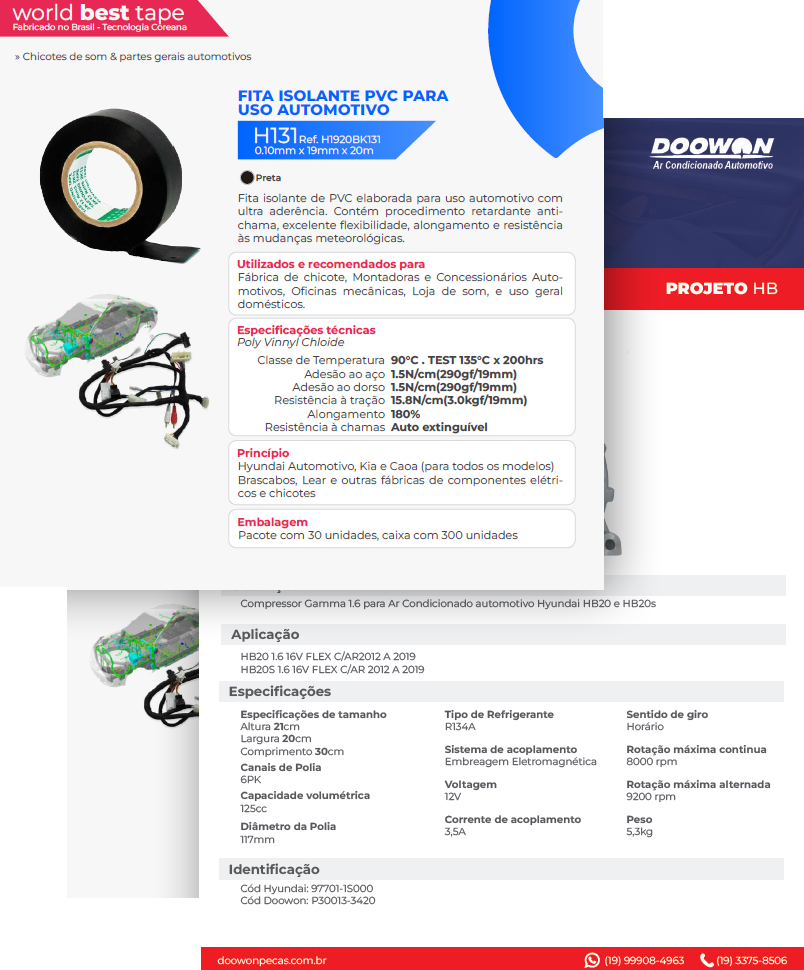 world best tape
Fabricado no Brasil - Tecnologia Coreana
» Chicotes de som & partes gerais automotivos
FITA ISOLANTE PVC PARA
USO AUTOMOTIVO
H131 Ref. H1920BK131
0.10mm x 19mm x 20m
Preta
Fita isolante de PVC elaborada para uso automotivo com
ultra aderência. Contém procedimento retardante anti-
chama, excelente flexibilidade, alongamento e resistência
às mudanças meteorológicas.
Utilizados e recomendados para
Fábrica de chicote, Montadoras e Concessionários Auto-
motivos, Oficinas mecânicas, Loja de som, e uso geral
domésticos.
Especificações técnicas
Poly Vinnyl Chloide
Classe de Temperatura 90°C . TEST 135°C x 200hrs
Adesão ao aço 1.5N/cm(290gf/19mm)
Adesão ao dorso 1.5N/cm(290gf/19mm)
Resistência à tração 15.8N/cm(3.0kgf/19mm)
Alongamento 180%
Resistência à chamas Auto extinguível
Princípio
Hyundai Automotivo, Kia e Caoa (para todos os modelos)
Brascabos, Lear e outras fábricas de componentes elétri-
cos e chicotes
Embalagem
Pacote com 30 unidades, caixa com 300 unidades
DOOWON
Ar Condicionado Automotivo
PROJETO HB
Compressor Gamma 1.6 para Ar Condicionado automotivo Hyundai HB20 e HB20s
Aplicação
HB20 1.6 16V FLEX C/AR2012 A 2019
HB20S 1.6 16V FLEX C/AR 2012 A 2019
Especificações
Especificações de tamanho
Altura 21cm
Largura 20cm
Comprimento 30cm
Canais de Polia
6PK
Capacidade volumétrica
125cc
Diâmetro da Polia
117mm
Tipo de Refrigerante
R134A
Sistema de acoplamento
Embreagem Eletromagnética
Voltagem
12V
Corrente de acoplamento
3,5A
Sentido de giro
Horário
Rotação máxima continua
8000 rpm
Rotação máxima alternada
9200 rpm
Peso
5,3kg
Identificação
Cód Hyundai: 97701-1S000
Cód Doowon: P30013-3420
doowonpecas.com.br
(19) 99908-4963
(19) 3375-8506